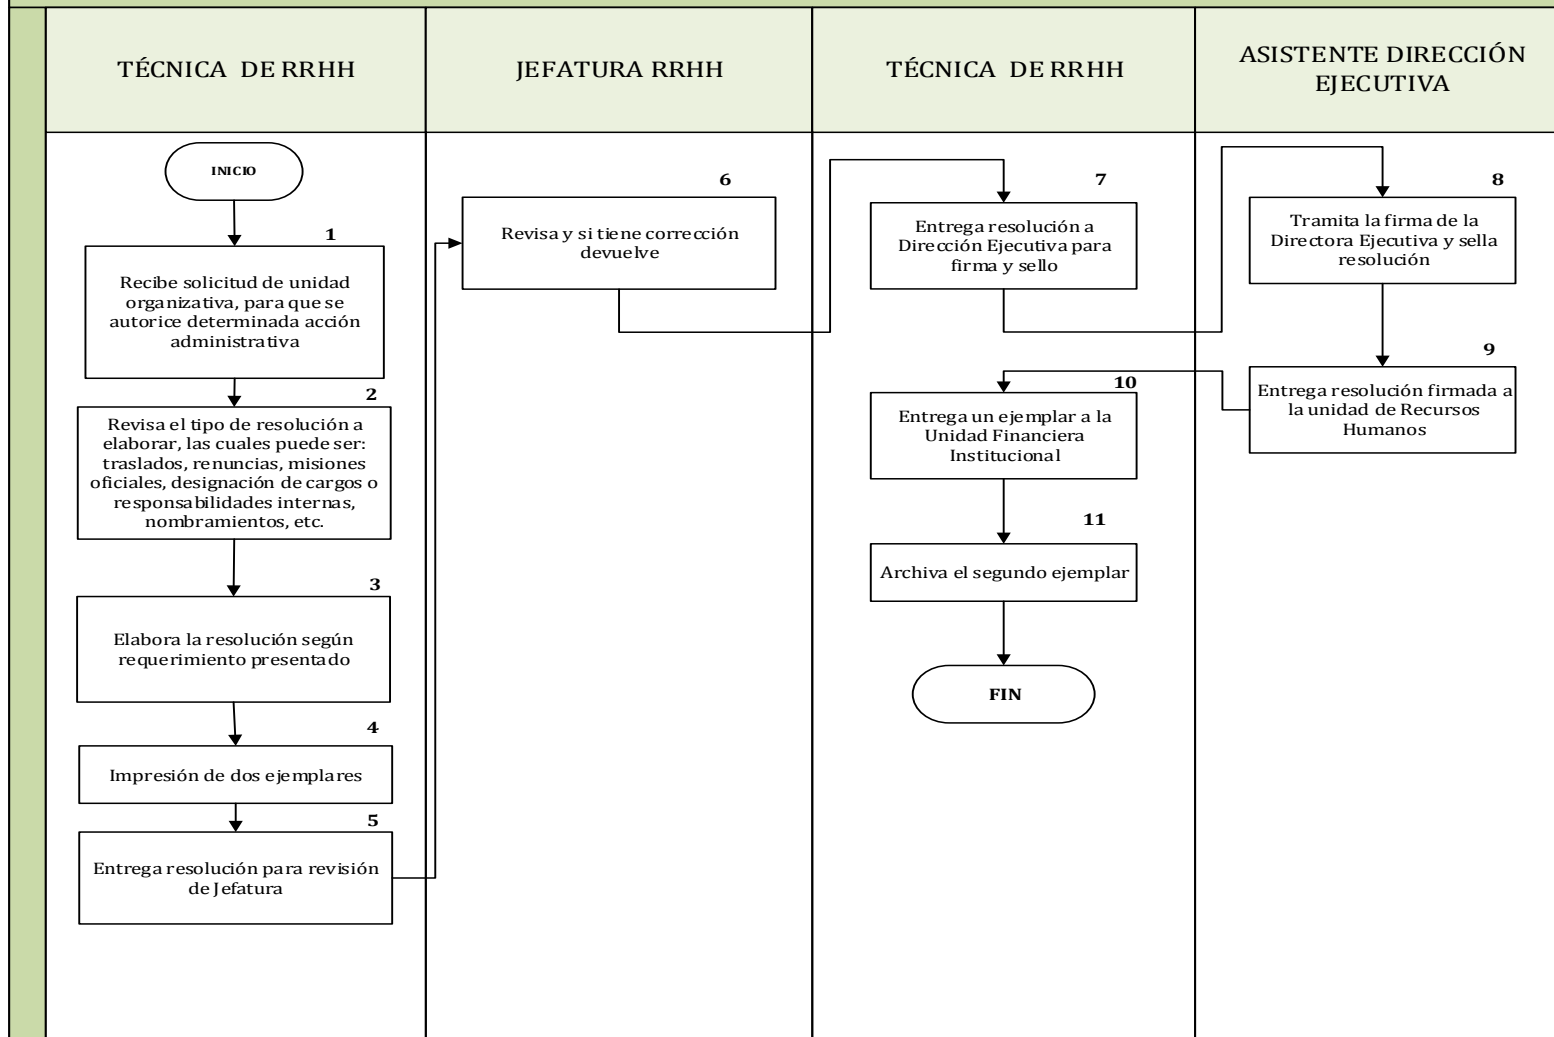 TÉCNICA DE RRHH
JEFATURA RRHH
TÉCNICA DE RRHH
ASISTENTE DIRECCIÓN
EJECUTIVA
INICIO
1
Recibe solicitud de unidad
organizativa, para que se
autorice determinada acción
administrativa
2
Revisa el tipo de resolución a
elaborar, las cuales puede ser:
traslados, renuncias, misiones
oficiales, designación de cargos o
responsabilidades internas,
nombramientos, etc.
3
Elabora la resolución según
requerimiento presentado
4
Impresión de dos ejemplares
5
Entrega resolución para revisión
de Jefatura
6
Revisa y si tiene corrección
devuelve
7
Entrega resolución a
Dirección Ejecutiva para
firma y sello
8
Tramita la firma de la
Directora Ejecutiva y sella
resolución
9
Entrega resolución firmada a
la unidad de Recursos
Humanos
10
Entrega un ejemplar a la
Unidad Financiera
Institucional
11
Archiva el segundo ejemplar
FIN